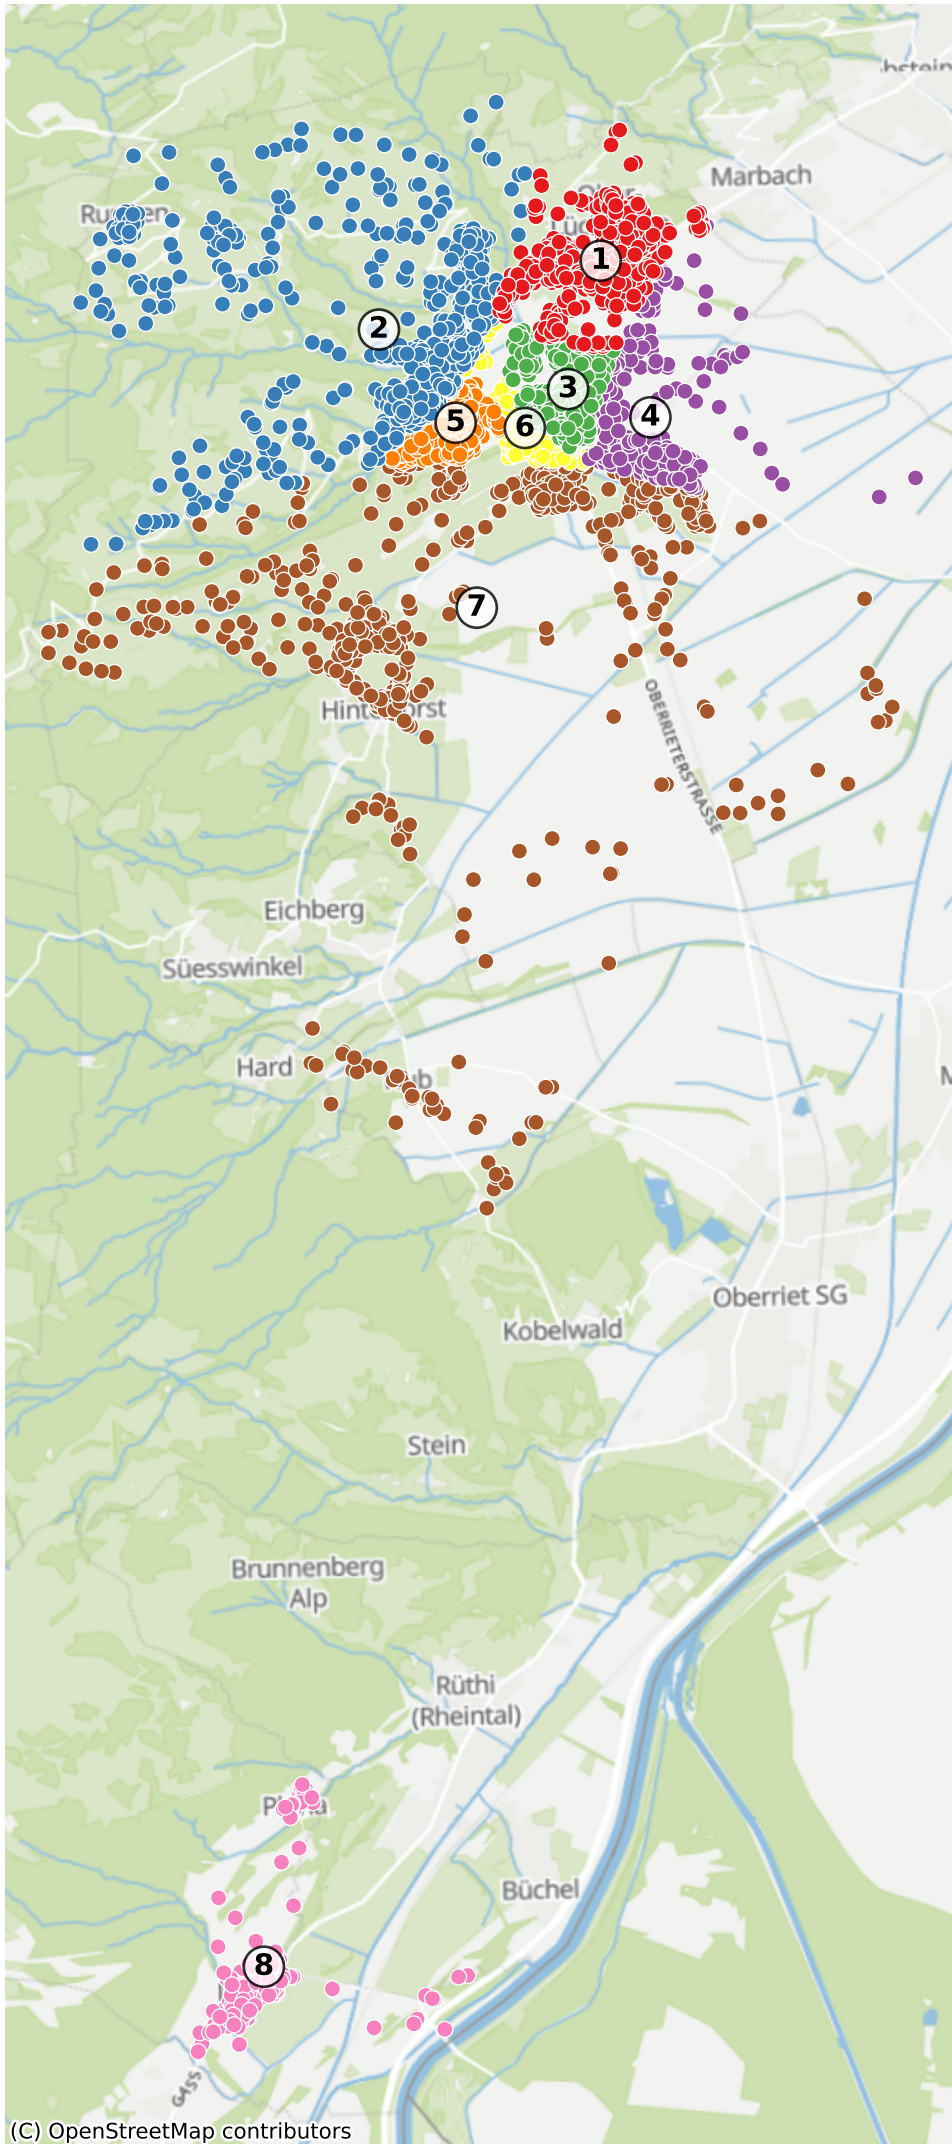 Marbach
1
2
3
4
5
6
7
OBERRIETERSTRASSE
Eichberg
Süesswinkel
Hard
Oberriet SG
Kobelwald
Stein
Brunnenberg
Alp
Rüthi
(Rheintal)
Büchel
8
GASS
(C) OpenStreetMap contributors